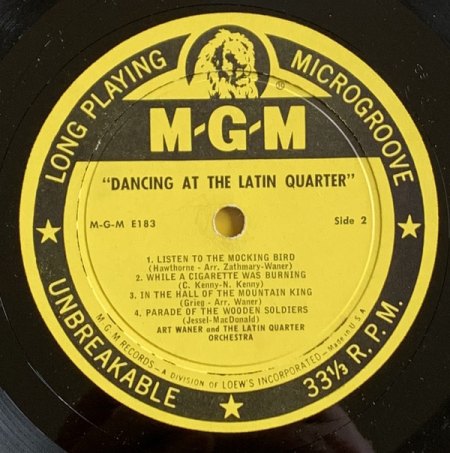 LONG PLAYING
MICROGROOVE
®
M-G-M
"DANCING AT THE LATIN QUARTER"
M-G-M E183
Side 2
1. LISTEN TO THE MOCKING BIRD
(Hawthorne - Arr. Zathmary-Waner)
2. WHILE A CIGARETTE WAS BURNING
(C. Kenny-N. Kenny)
3. IN THE HALL OF THE MOUNTAIN KING
(Grieg - Arr. Waner)
4. PARADE OF THE WOODEN SOLDIERS
(Jessel-MacDonald)
ART WANER and THE LATIN QUARTER
ORCHESTRA
M G M RECORDS - A DIVISION OF LOEW'S INCORPORATED - Made in U.S.A
UNBREAKABLE
33⅓ R. P. M.